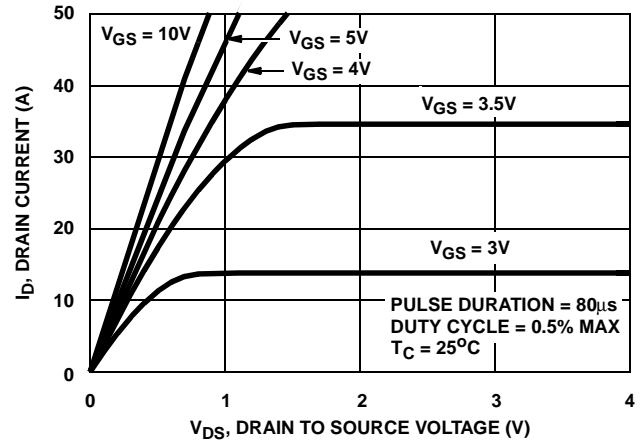 50
40
30
20
10
0
I_D, DRAIN CURRENT (A)
V_GS = 10V
V_GS = 5V
V_GS = 4V
V_GS = 3.5V
V_GS = 3V
PULSE DURATION = 80µs
DUTY CYCLE = 0.5% MAX
T_C = 25°C
0 1 2 3 4
V_DS, DRAIN TO SOURCE VOLTAGE (V)